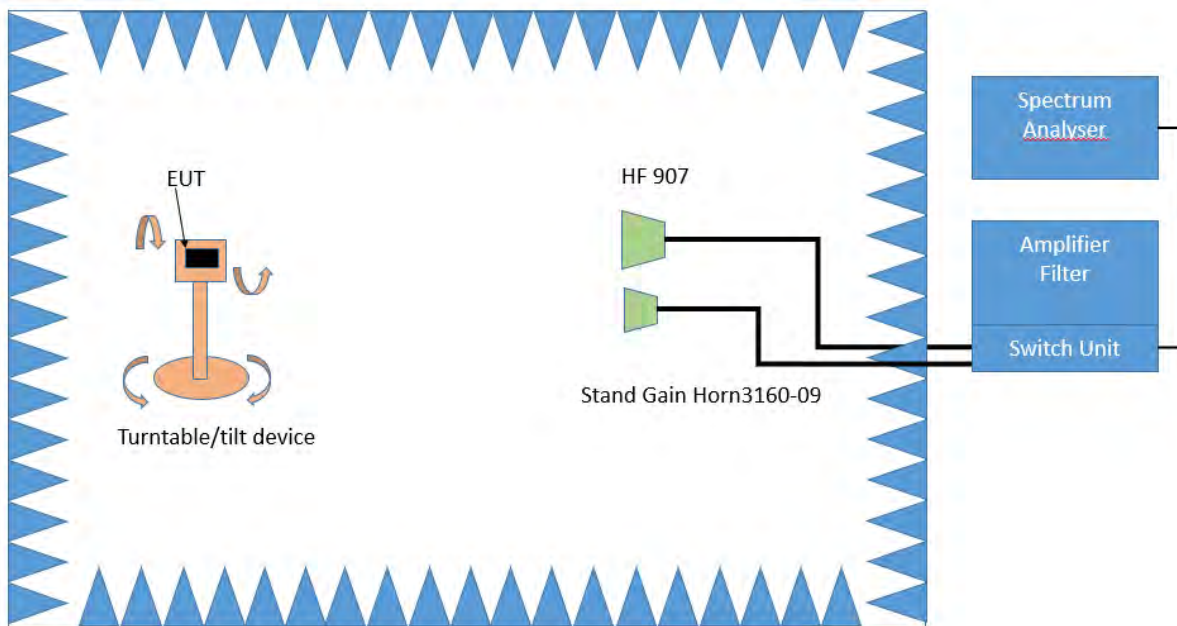 Spectrum
Analyser
EUT
HF 907
Amplifier
Filter
Switch Unit
Stand Gain Horn3160-09
Turntable/tilt device